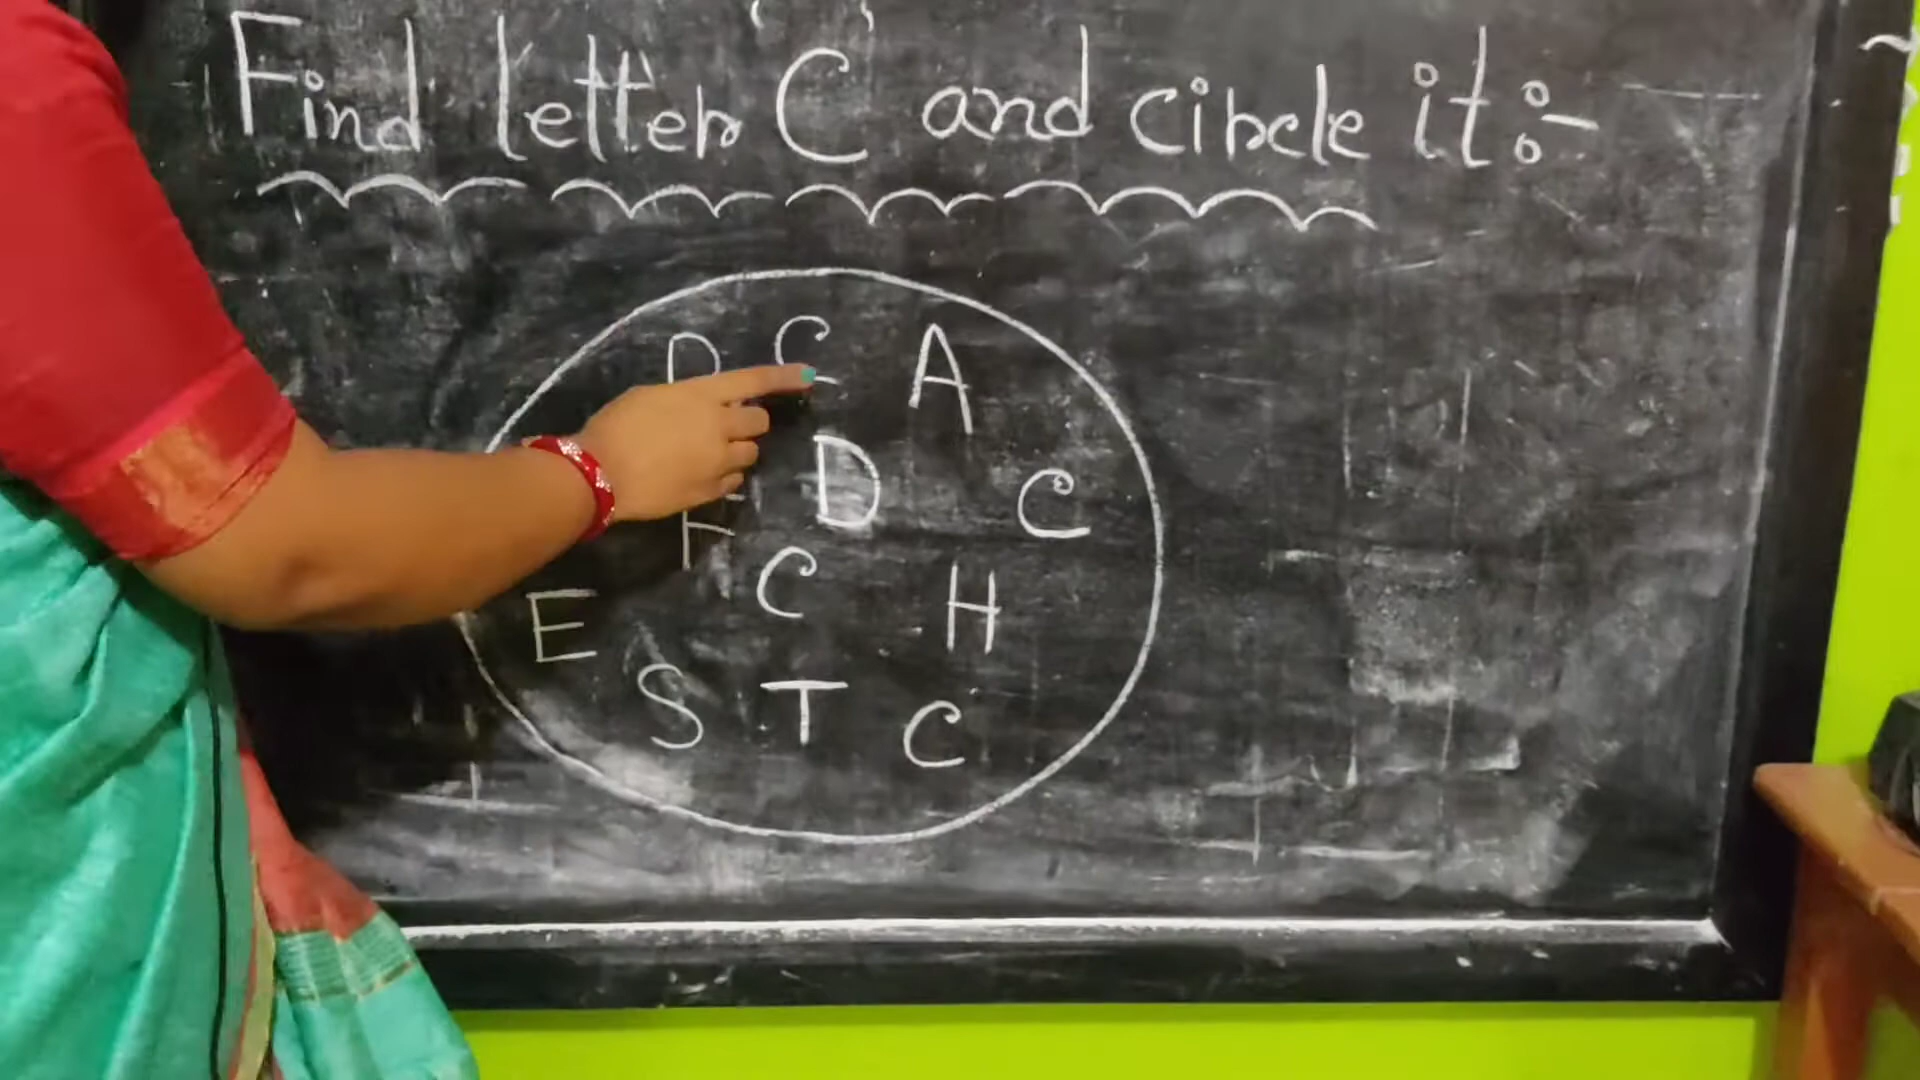 Find letter 'C' and circle it :-
C A
D C
F
C H
E
S T C